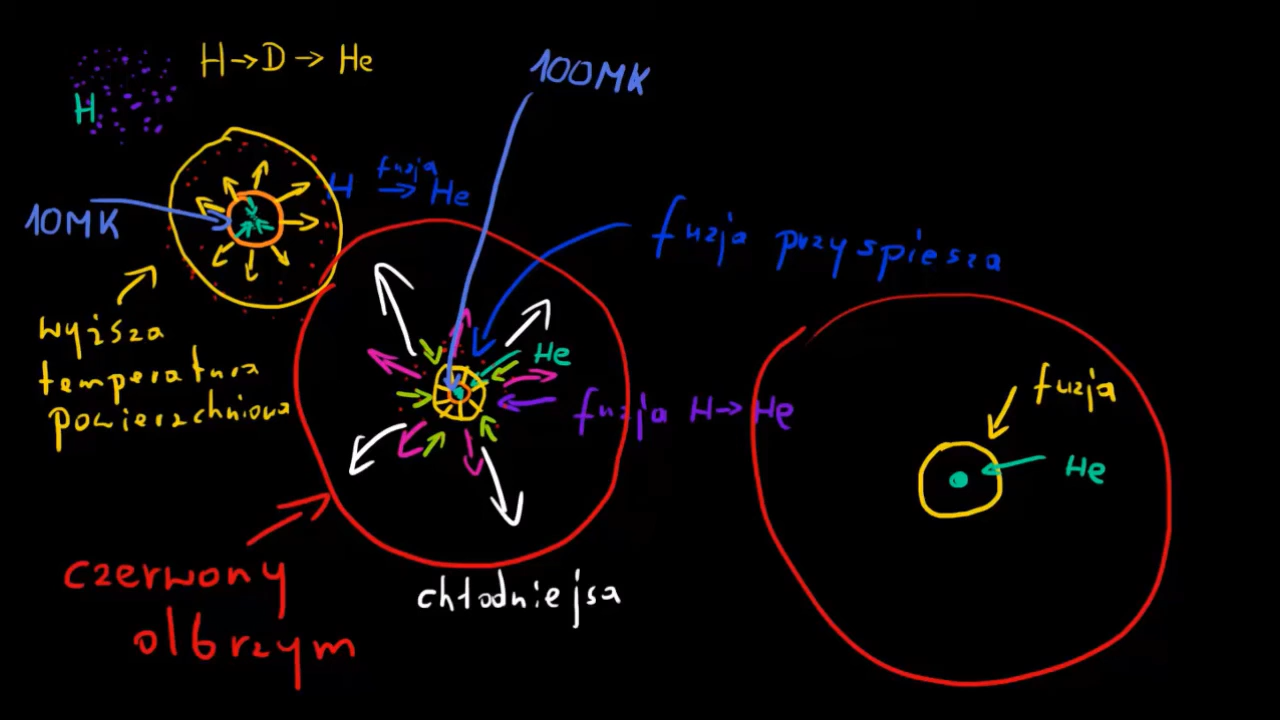 H→D→He
H
100MK
H fuzja→ He
10MK
fuzja przyspiesza
wyższa
temperatura
powierzchniowa
He
fuzja H→He
fuzja
He
czerwony
olbrzym
chłodniejsa